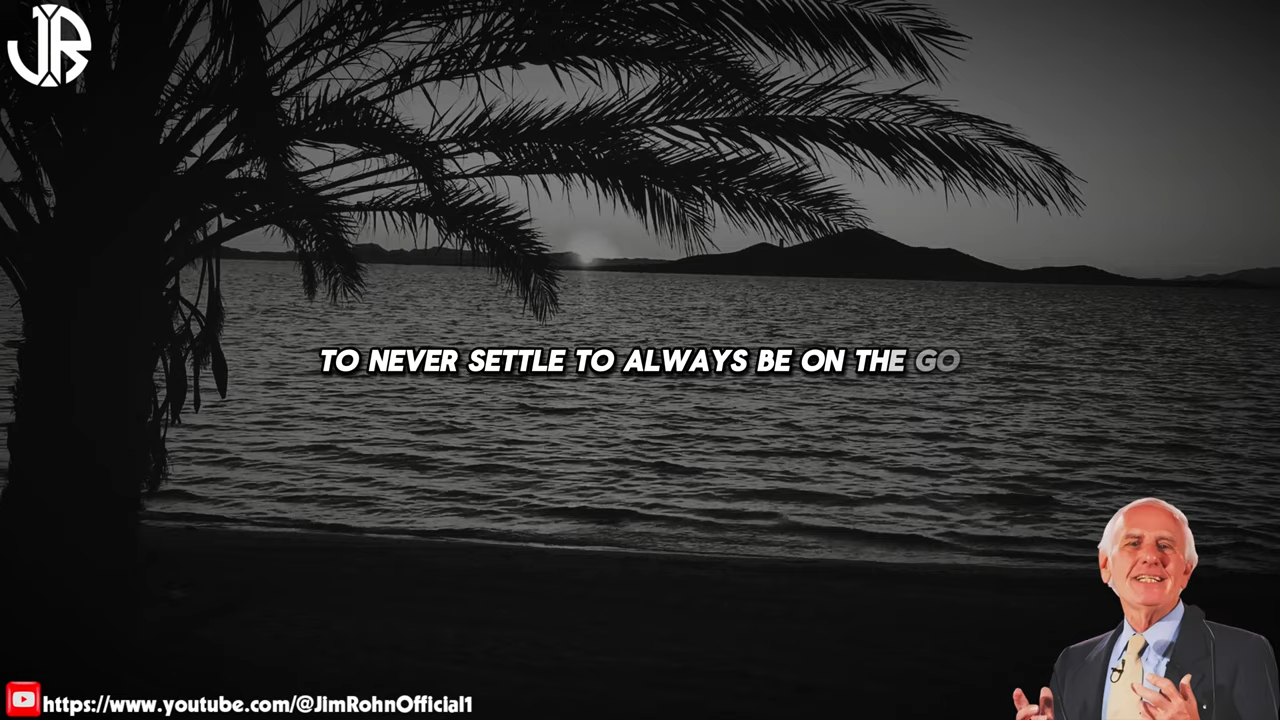 JR
TO NEVER SETTLE TO ALWAYS BE ON THE GO
https://www.youtube.com/@JimRohnOfficial1